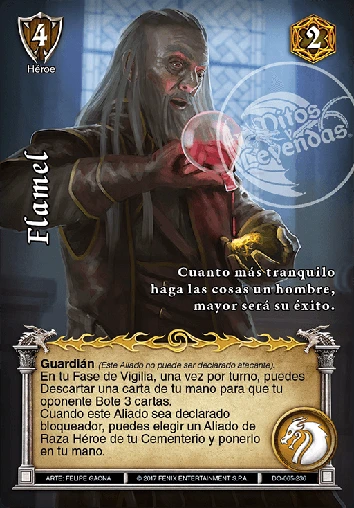 4
Héroe
2
Mitos
y
Leyendas
Flamel
Cuanto más tranquilo
haga las cosas un hombre,
mayor será su éxito.
Guardián (Este Aliado no puede ser declarado atacante).
En tu Fase de Vigilia, una vez por turno, puedes
Descartar una carta de tu mano para que tu
oponente Bote 3 cartas.
Cuando este Aliado sea declarado
bloqueador, puedes elegir un Aliado de
Raza Héroe de tu Cementerio y ponerlo
en tu mano.
ARTE: FELIPE GAONA
© 2017 FENIX ENTERTAINMENT S.P.A.